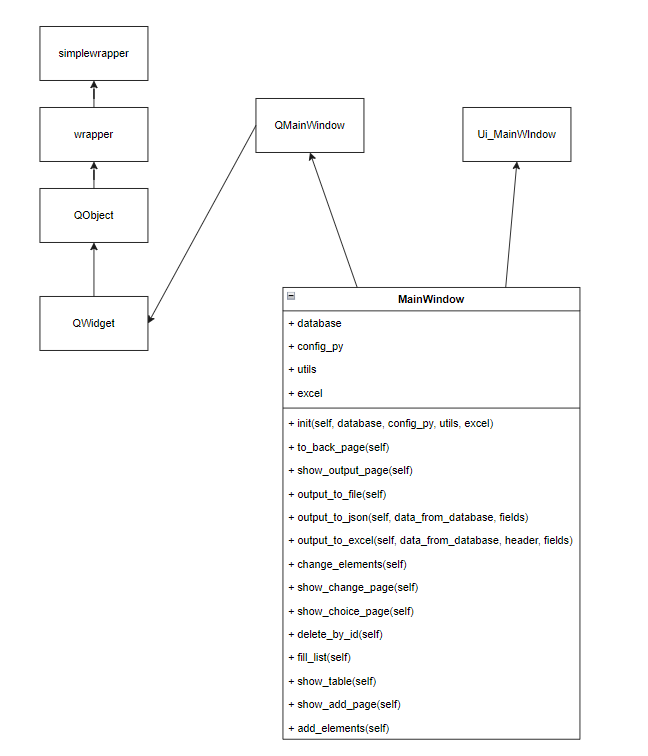 simplewrapper
wrapper
QMainWindow
Ui_MainWIndow
QObject
QWidget
MainWindow
+ database
+ config_py
+ utils
+ excel
+ init(self, database, config_py, utils, excel)
+ to_back_page(self)
+ show_output_page(self)
+ output_to_file(self)
+ output_to_json(self, data_from_database, fields)
+ output_to_excel(self, data_from_database, header, fields)
+ change_elements(self)
+ show_change_page(self)
+ show_choice_page(self)
+ delete_by_id(self)
+ fill_list(self)
+ show_table(self)
+ show_add_page(self)
+ add_elements(self)